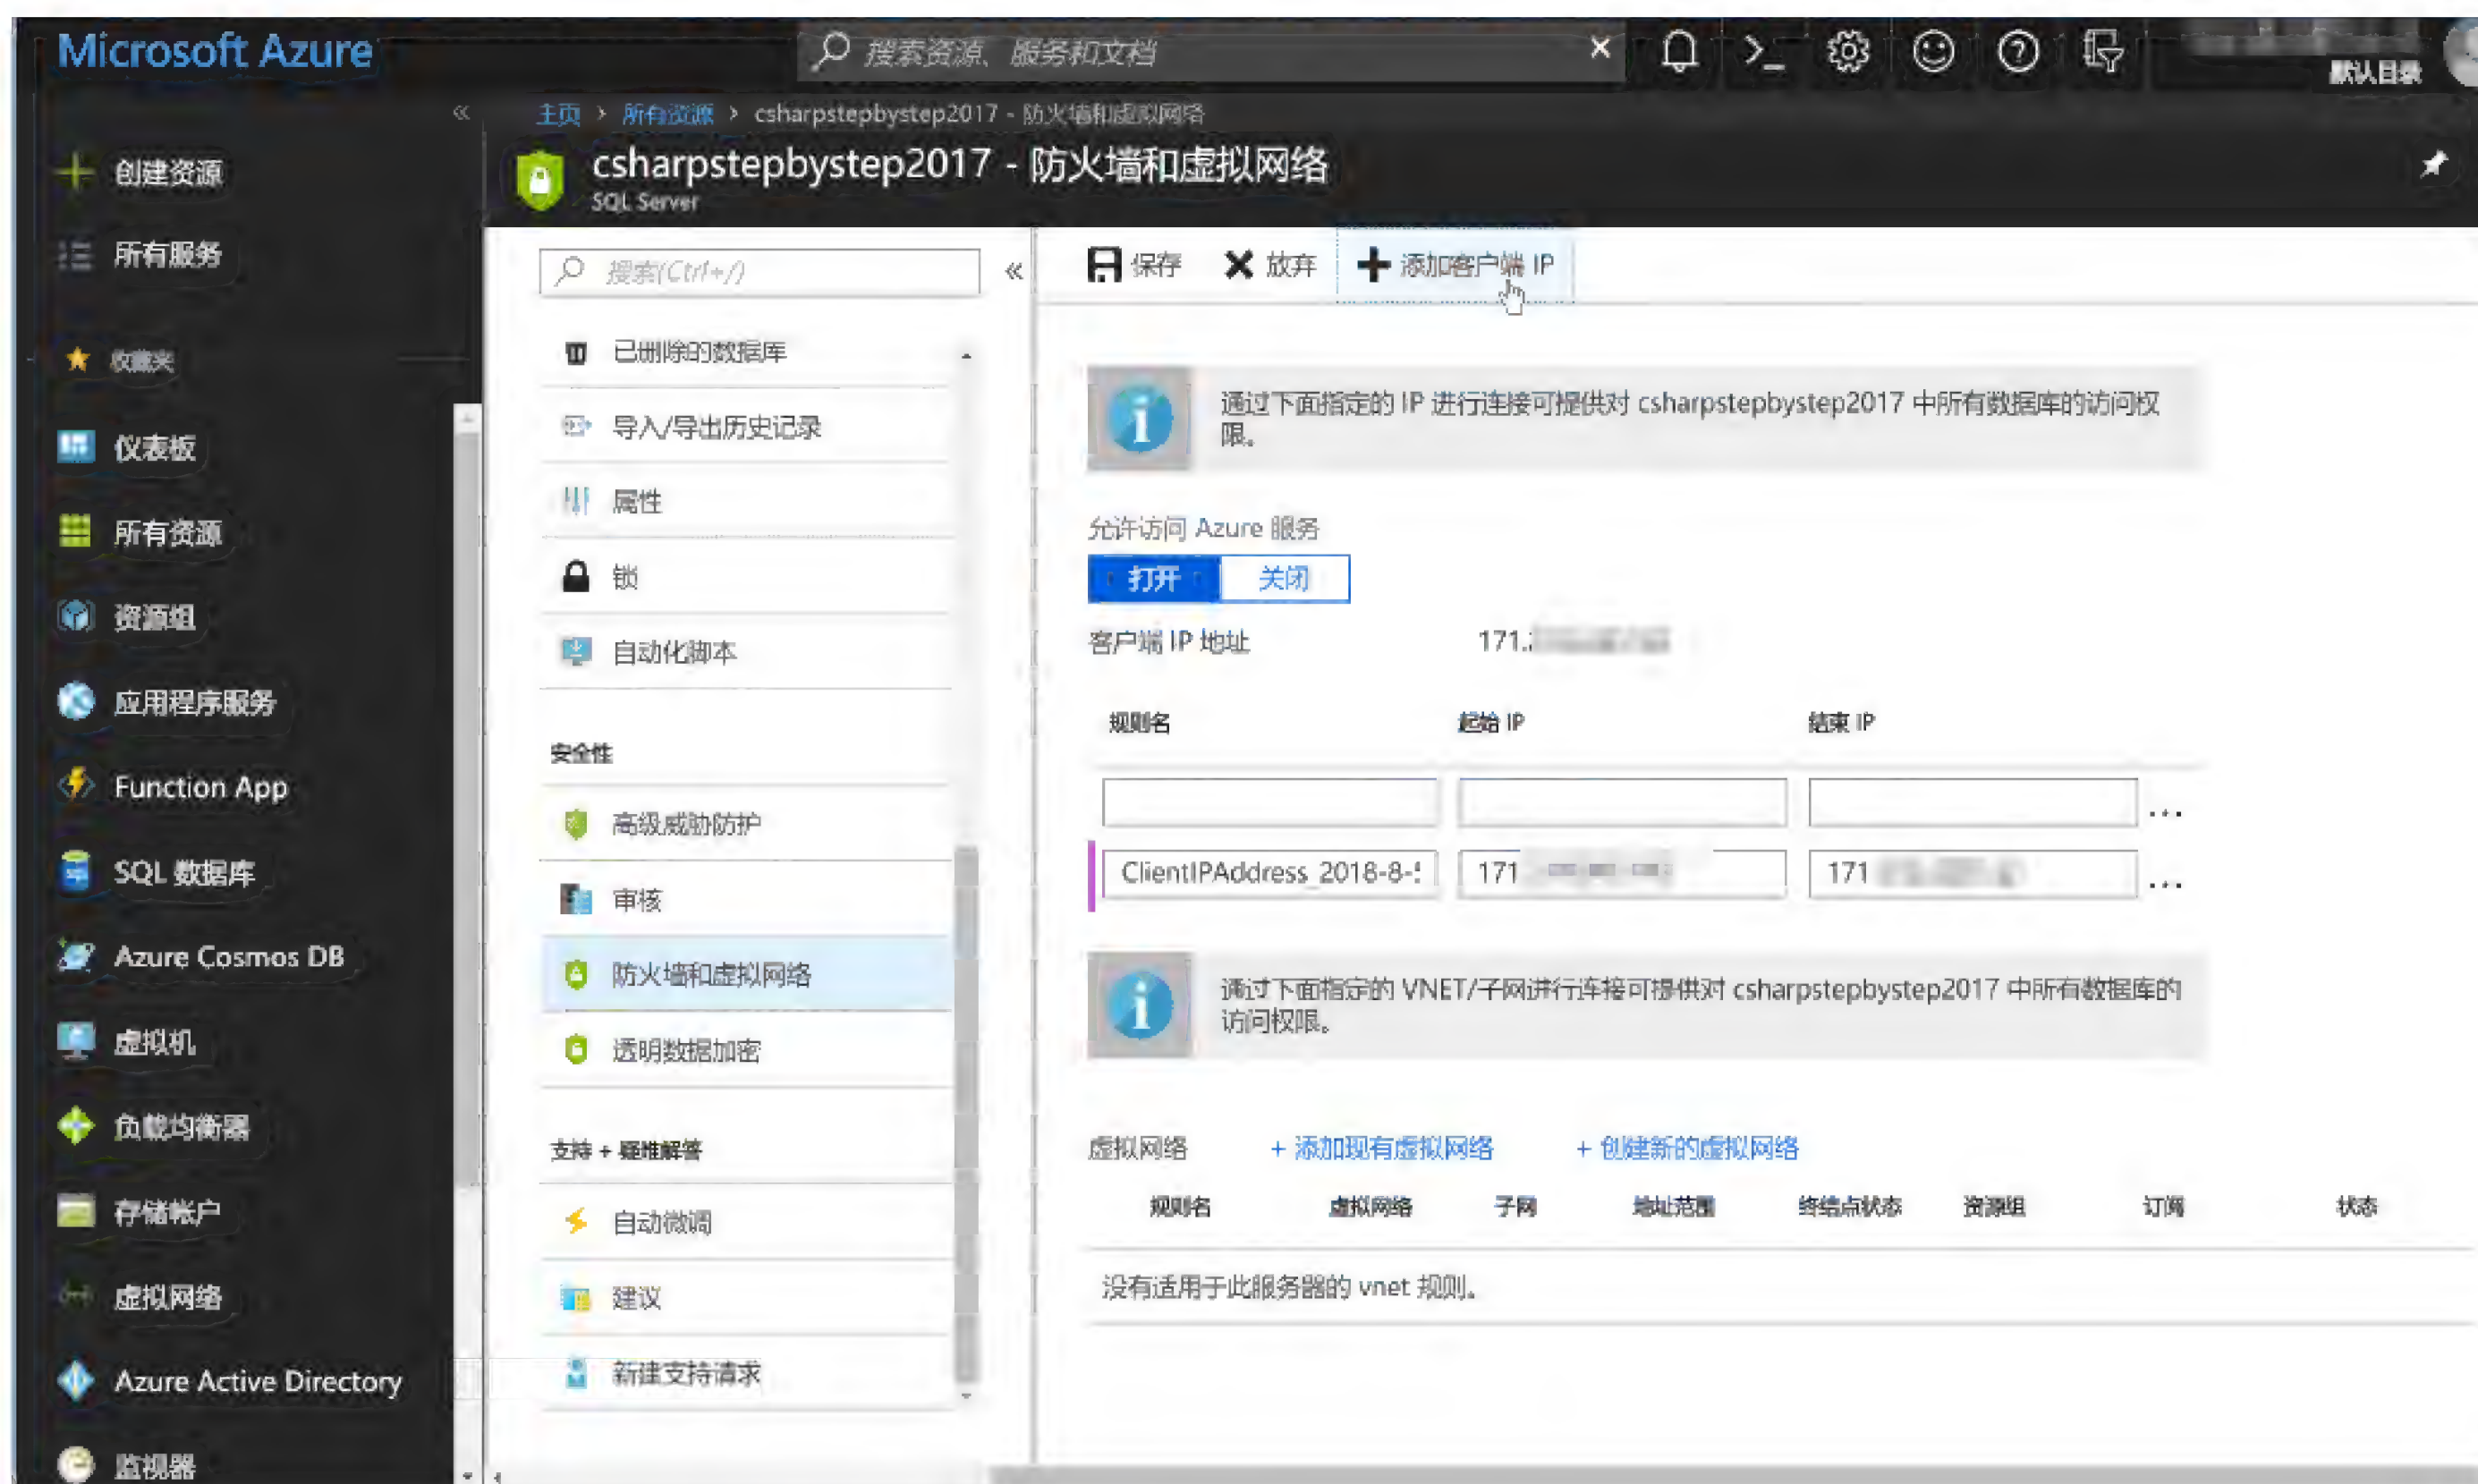 Microsoft Azure
搜索资源、服务和文档
默认目录
主页 > 所有资源 > csharpstepbystep2017 - 防火墙和虚拟网络
csharpstepbystep2017 - 防火墙和虚拟网络
SQL Server
创建资源
所有服务
收藏夹
仪表板
所有资源
资源组
应用程序服务
Function App
SQL 数据库
Azure Cosmos DB
虚拟机
负载均衡器
存储帐户
虚拟网络
Azure Active Directory
监视器
搜索(Ctrl+/)
已删除的数据库
导入/导出历史记录
属性
锁
自动化脚本
安全性
高级威胁防护
审核
防火墙和虚拟网络
透明数据加密
支持 + 疑难解答
自动微调
建议
新建支持请求
保存 放弃 添加客户端 IP
通过下面指定的 IP 进行连接可提供对 csharpstepbystep2017 中所有数据库的访问权
限。
允许访问 Azure 服务
打开 关闭
客户端 IP 地址 171.
规则名 起始 IP 结束 IP
ClientIPAddress_2018-8- 171 171
通过下面指定的 VNET/子网进行连接可提供对 csharpstepbystep2017 中所有数据库的
访问权限。
虚拟网络 + 添加现有虚拟网络 + 创建新的虚拟网络
规则名 虚拟网络 子网 地址范围 终结点状态 资源组 订阅 状态
没有适用于此服务器的 vnet 规则。